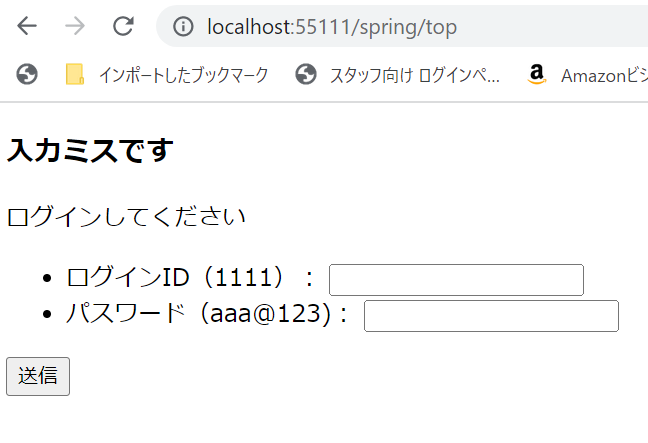 localhost:55111/spring/top
インポートしたブックマーク スタッフ向け ログインペ... Amazonビジ
入力ミスです
ログインしてください
• ログインID（1111）：
• パスワード（aaa@123)：
送信